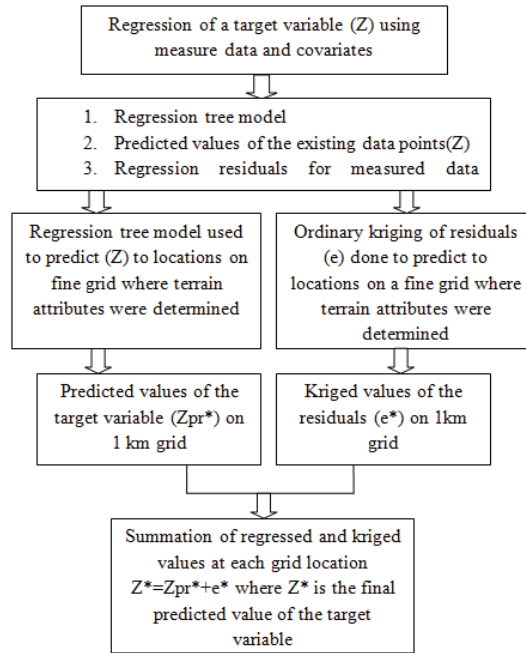 Regression of a target variable (Z) using
measure data and covariates
1. Regression tree model
2. Predicted values of the existing data points(Z)
3. Regression residuals for measured data
Regression tree model used
to predict (Z) to locations on
fine grid where terrain
attributes were determined
Ordinary kriging of residuals
(e) done to predict to
locations on a fine grid where
terrain attributes were
determined
Predicted values of the
target variable (Zpr*) on
1 km grid
Kriged values of the
residuals (e*) on 1km
grid
Summation of regressed and kriged
values at each grid location
Z*=Zpr*+e* where Z* is the final
predicted value of the target
variable